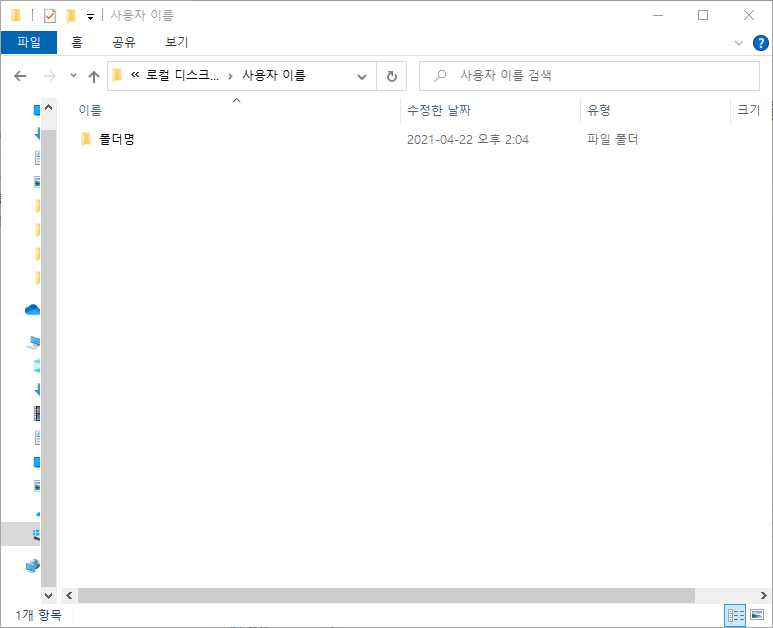 사용자 이름
파일 홈 공유 보기
« 로컬 디스크... › 사용자 이름
사용자 이름 검색
이름 수정한 날짜 유형 크기
폴더명 2021-04-22 오후 2:04 파일 폴더
1개 항목